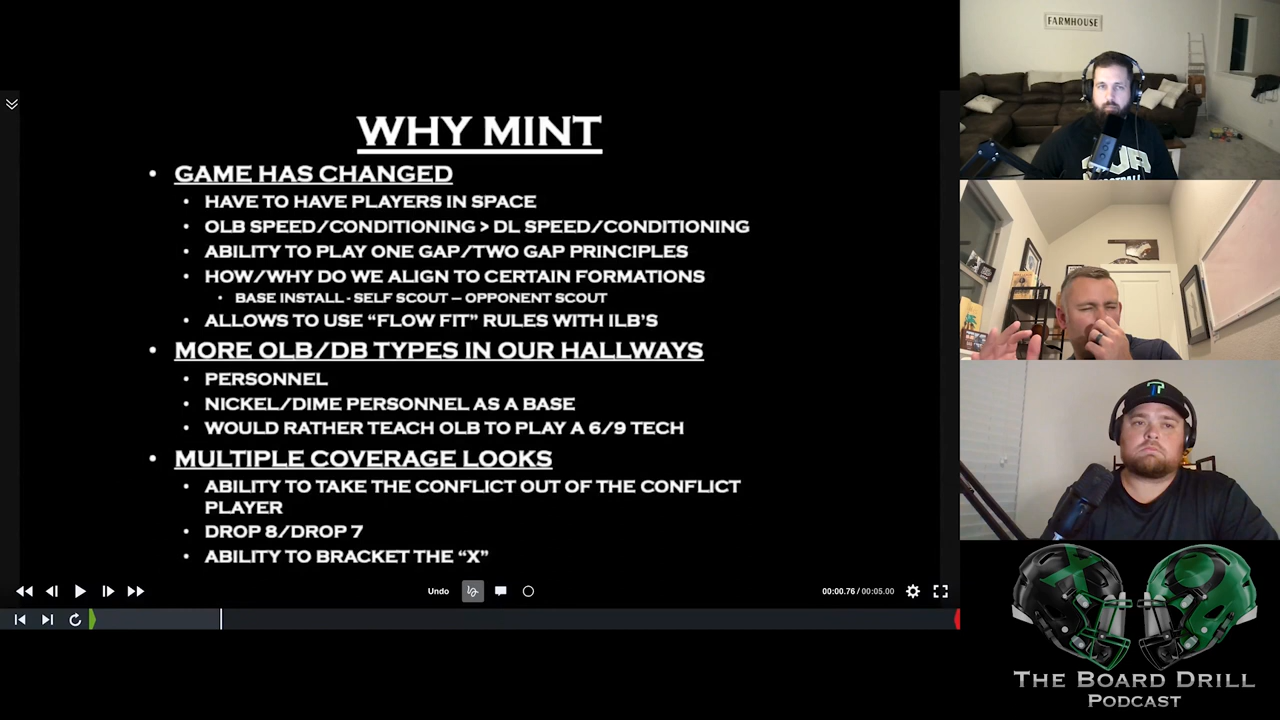 FARMHOUSE
WHY MINT
• GAME HAS CHANGED
• HAVE TO HAVE PLAYERS IN SPACE
• OLB SPEED/CONDITIONING > DL SPEED/CONDITIONING
• ABILITY TO PLAY ONE GAP/TWO GAP PRINCIPLES
• HOW/WHY DO WE ALIGN TO CERTAIN FORMATIONS
• BASE INSTALL - SELF SCOUT – OPPONENT SCOUT
• ALLOWS TO USE “FLOW FIT” RULES WITH ILB’S
• MORE OLB/DB TYPES IN OUR HALLWAYS
• PERSONNEL
• NICKEL/DIME PERSONNEL AS A BASE
• WOULD RATHER TEACH OLB TO PLAY A 6/9 TECH
• MULTIPLE COVERAGE LOOKS
• ABILITY TO TAKE THE CONFLICT OUT OF THE CONFLICT
PLAYER
• DROP 8/DROP 7
• ABILITY TO BRACKET THE “X”
Undo
00:00.76 / 00:05.00
THE BOARD DRILL
PODCAST